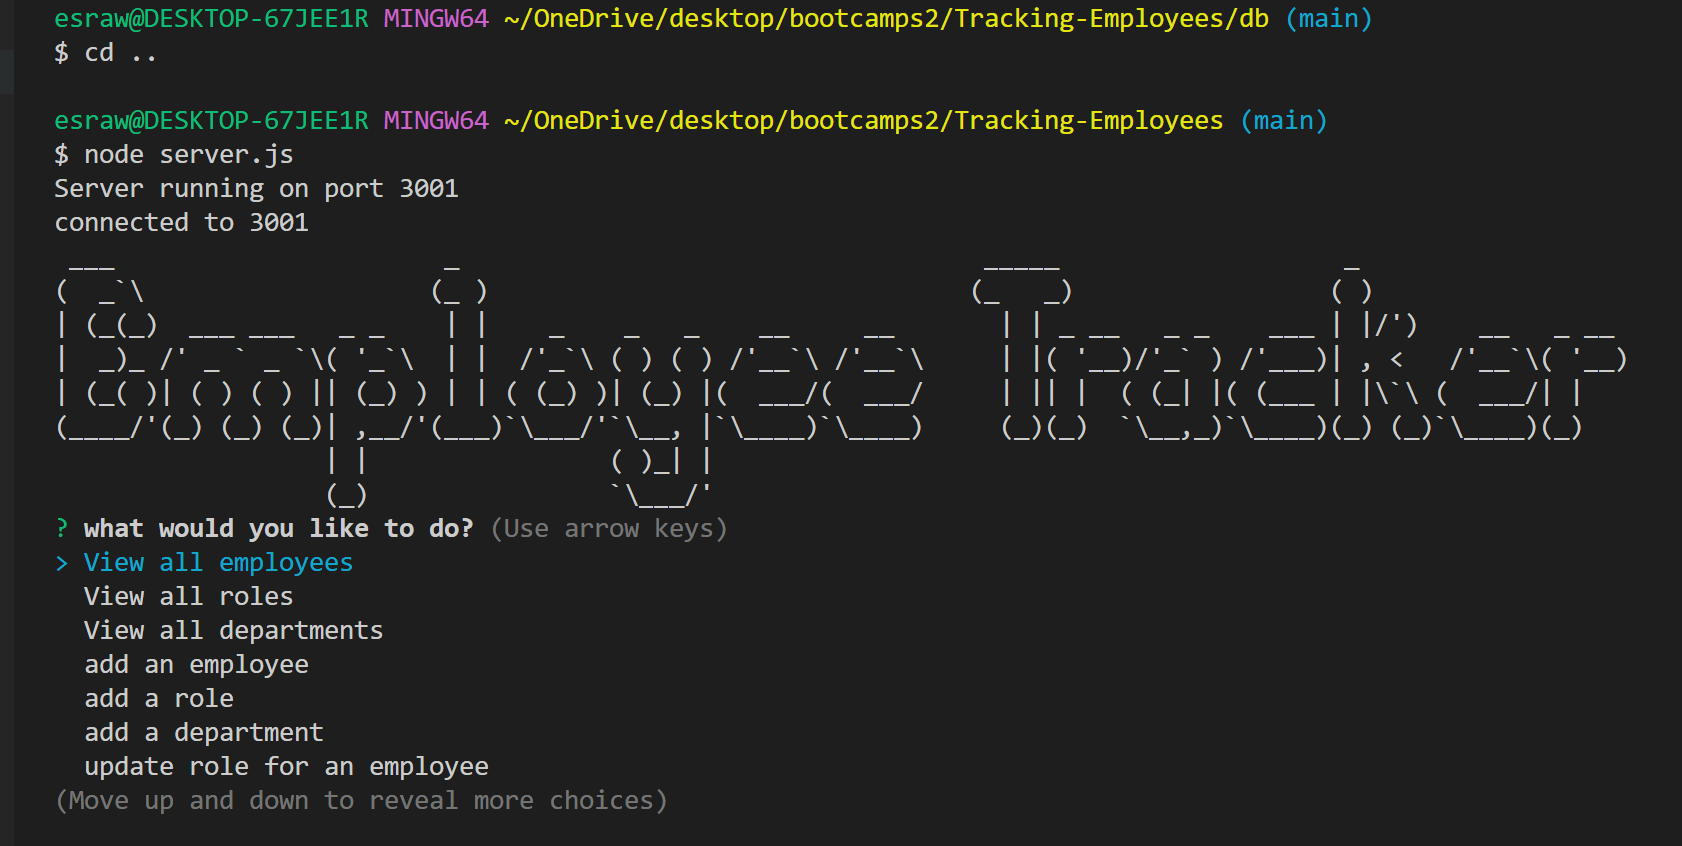 esraw@DESKTOP-67JEE1R MINGW64 ~/OneDrive/desktop/bootcamps2/Tracking-Employees/db (main)
$ cd ..
esraw@DESKTOP-67JEE1R MINGW64 ~/OneDrive/desktop/bootcamps2/Tracking-Employees (main)
$ node server.js
Server running on port 3001
connected to 3001
Employee Tracker
? what would you like to do? (Use arrow keys)
> View all employees
View all roles
View all departments
add an employee
add a role
add a department
update role for an employee
(Move up and down to reveal more choices)